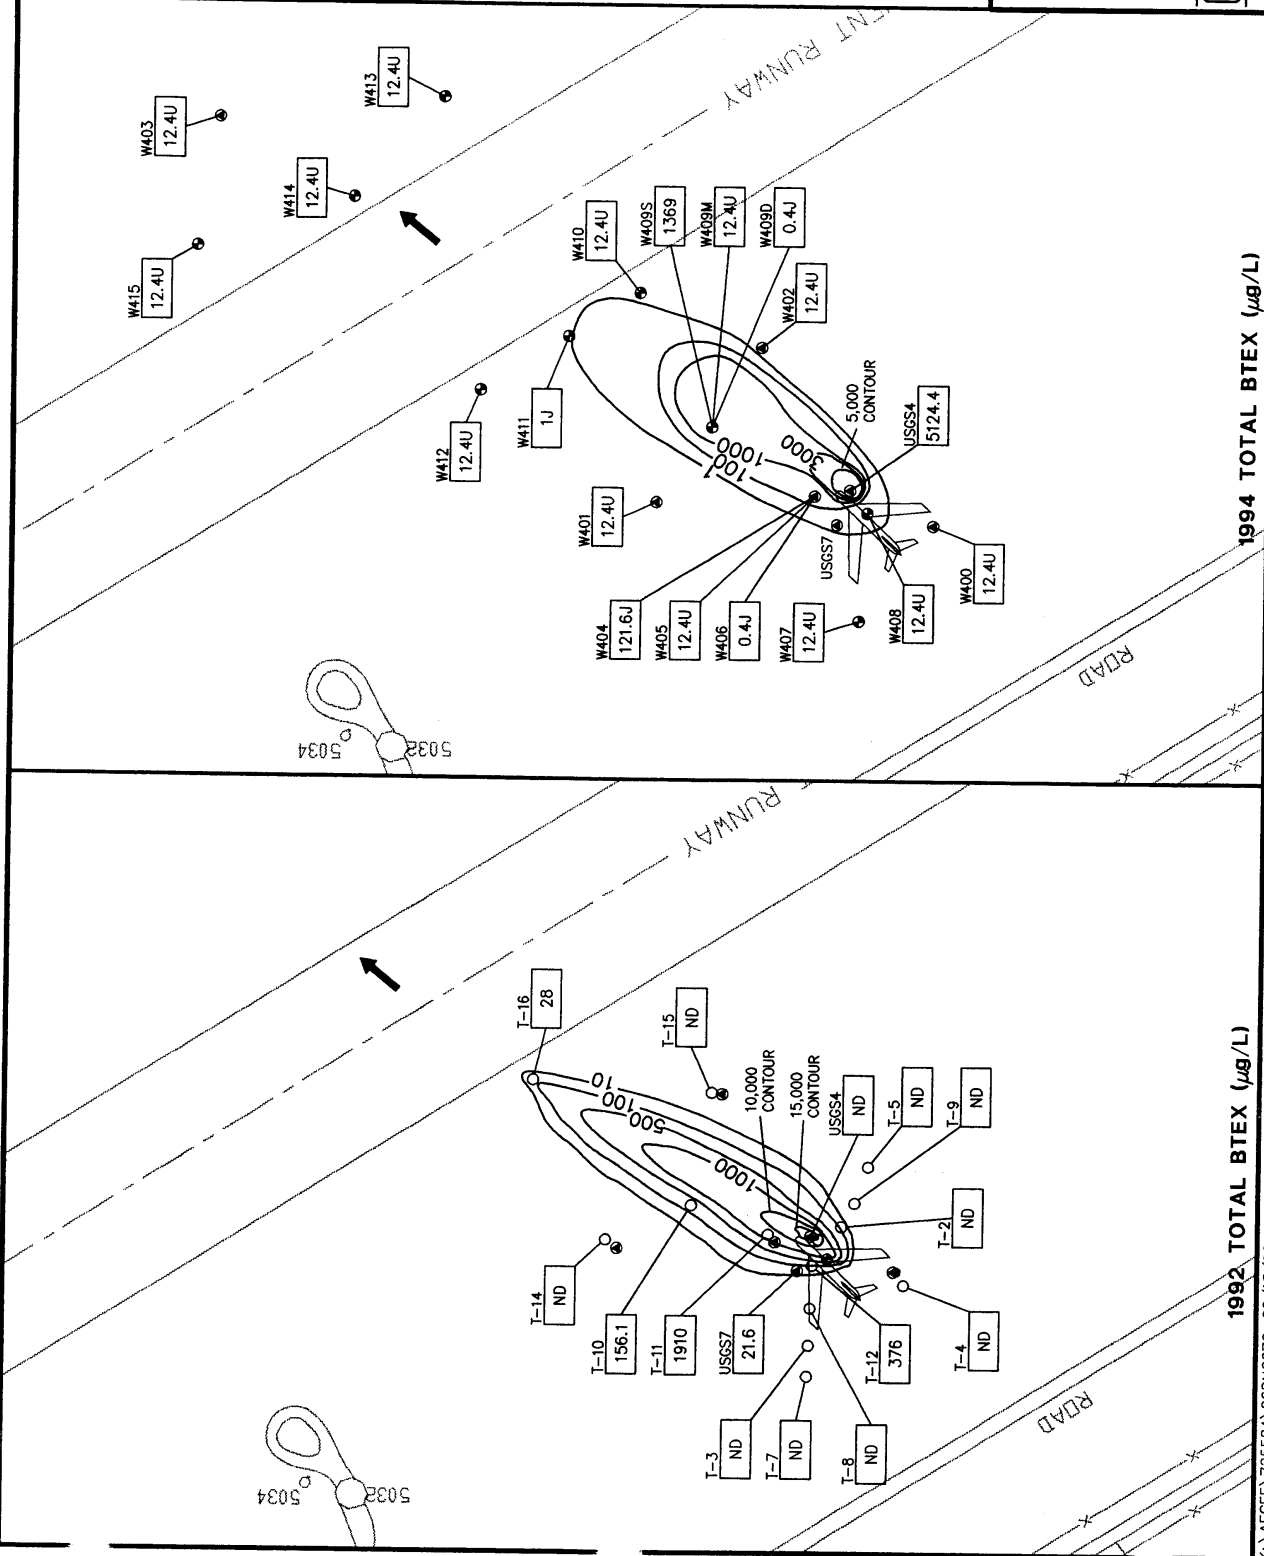 W403
12.4U
W413
12.4U
W414
12.4U
W415
12.4U
RUNWAY
W410
12.4U
W409S
1369
W409M
12.4U
W409D
0.4J
W402
12.4U
W411
1J
W412
12.4U
W401
12.4U
1
100
1000
3000
5,000
CONTOUR
USGS4
5124.4
USGS7
W404
121.6J
W405
12.4U
W406
0.4J
W407
12.4U
W408
12.4U
W400
12.4U
ROAD
5034
5032
1994 TOTAL BTEX (µg/L)
RUNWAY
T-16
28
T-15
ND
10
100
500
1000
10,000
CONTOUR
15,000
CONTOUR
USGS4
ND
T-5
ND
T-9
ND
T-2
ND
T-14
ND
T-10
156.1
T-11
1910
USGS7
21.6
T-12
376
T-4
ND
T-3
ND
T-7
ND
T-8
ND
ROAD
5034
5032
1992 TOTAL BTEX (µg/L)